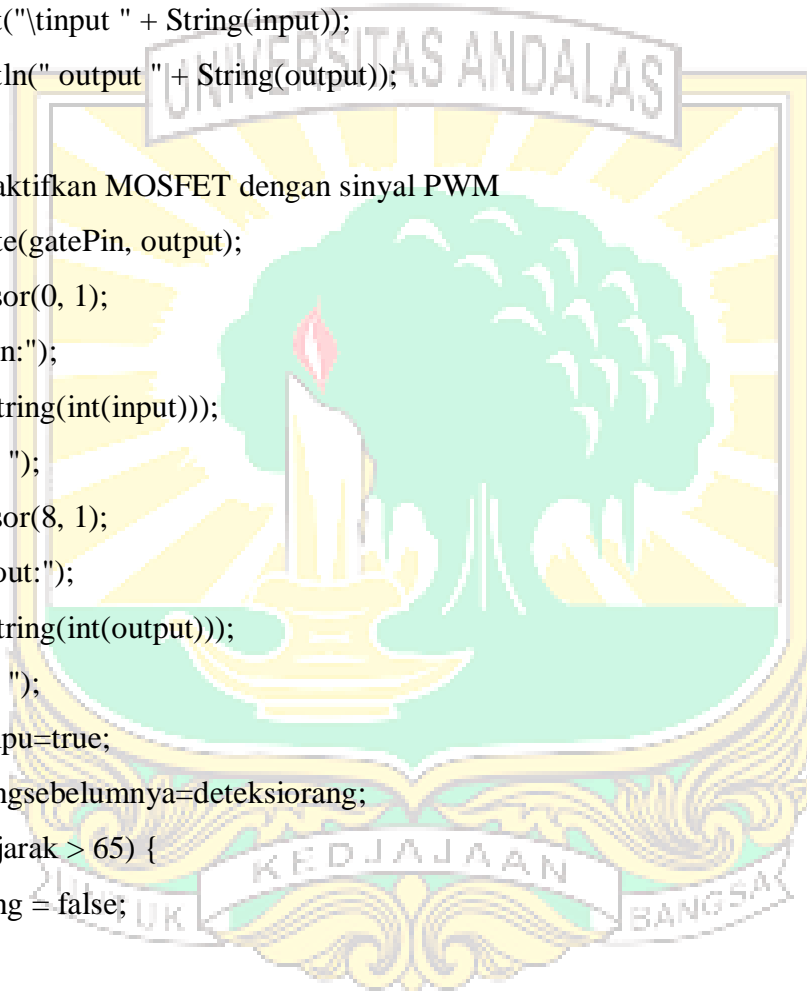 t("\tinput " + String(input));
tln(" output " + String(output));
UNIVERSITAS ANDALAS
aktifkan MOSFET dengan sinyal PWM
te(gatePin, output);
sor(0, 1);
n:");
tring(int(input)));
");
sor(8, 1);
out:");
tring(int(output)));
");
pu=true;
ngsebelumnya=deteksiorang;
jarak > 65) {
ng = false;
UNTUK KEDJAJAAN BANGSA